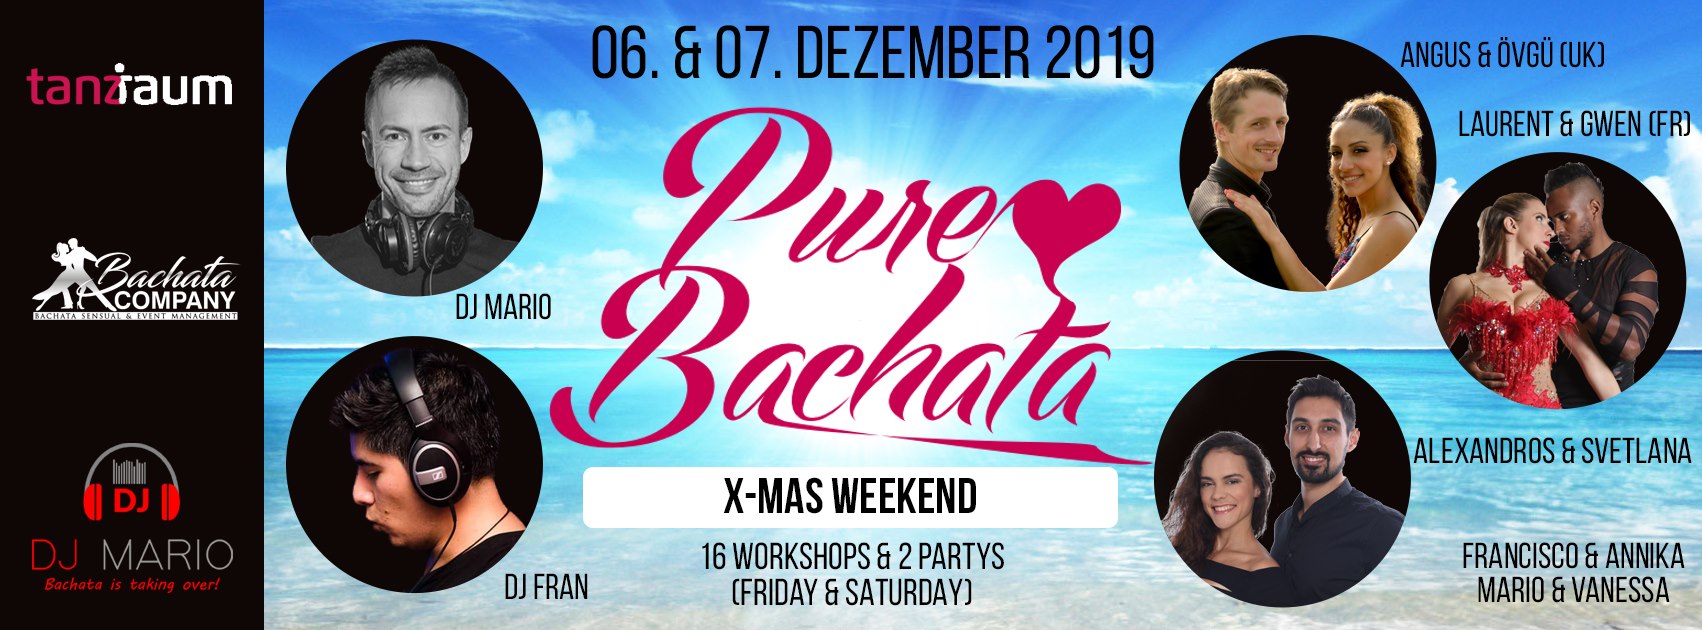 tanzraum
Bachata
COMPANY
BACHATA SENSUAL & EVENT MANAGEMENT
DJ
DJ MARIO
Bachata is taking over!
06. & 07. DEZEMBER 2019
Pure
Bachata
X-MAS WEEKEND
16 WORKSHOPS & 2 PARTYS
(FRIDAY & SATURDAY)
DJ MARIO
DJ FRAN
ANGUS & ÖVGÜ (UK)
LAURENT & GWEN (FR)
ALEXANDROS & SVETLANA
FRANCISCO & ANNIKA
MARIO & VANESSA